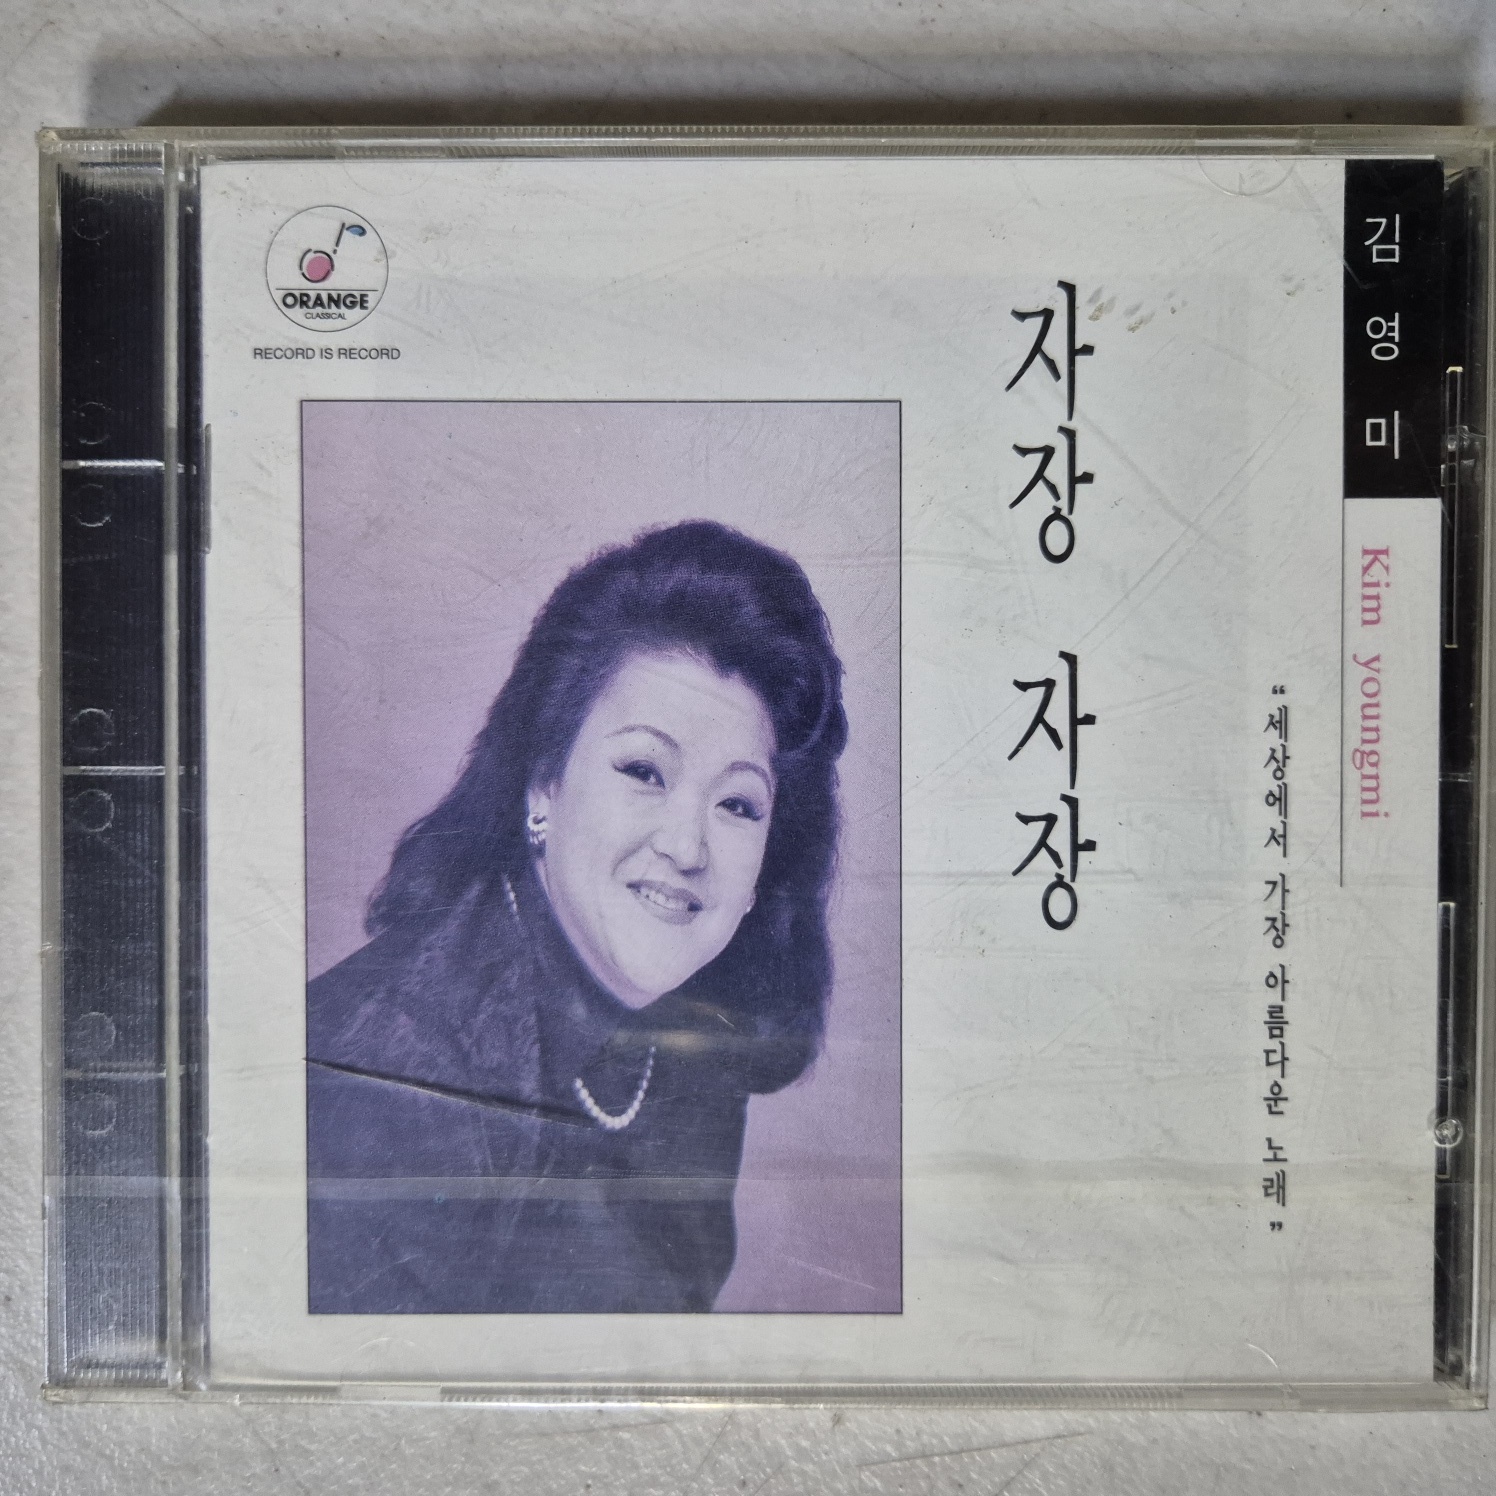 ORANGE
CLASSICAL
RECORD IS RECORD
자장 자장
김영미
Kim youngmi
“세상에서 가장 아름다운 노래”